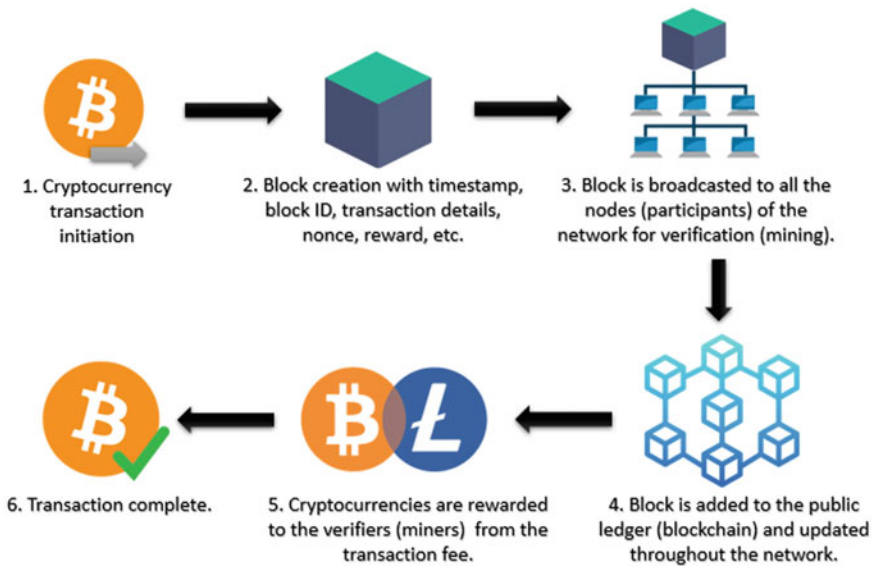 1. Cryptocurrency
transaction
initiation
2. Block creation with timestamp,
block ID, transaction details,
nonce, reward, etc.
3. Block is broadcasted to all the
nodes (participants) of the
network for verification (mining).
4. Block is added to the public
ledger (blockchain) and updated
throughout the network.
5. Cryptocurrencies are rewarded
to the verifiers (miners) from the
transaction fee.
6. Transaction complete.